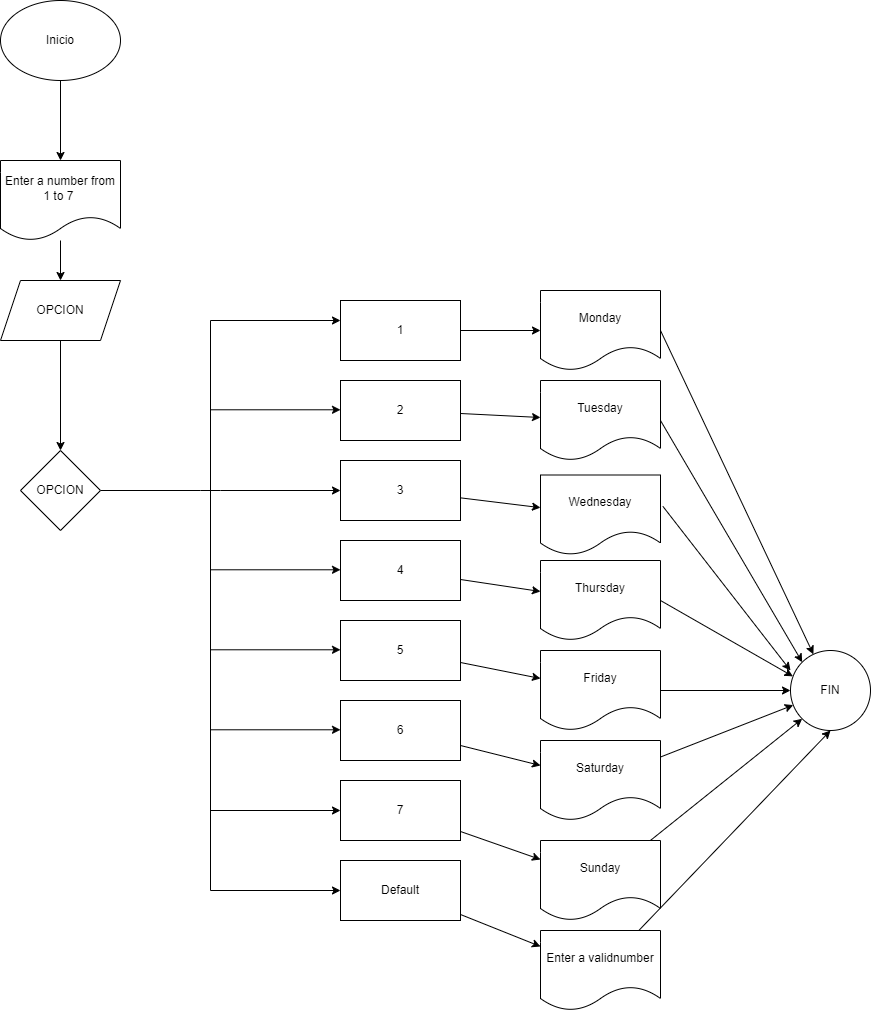 Inicio
Enter a number from
1 to 7
OPCION
OPCION
1
Monday
2
Tuesday
3
Wednesday
4
Thursday
5
Friday
6
Saturday
7
Sunday
Default
Enter a validnumber
FIN